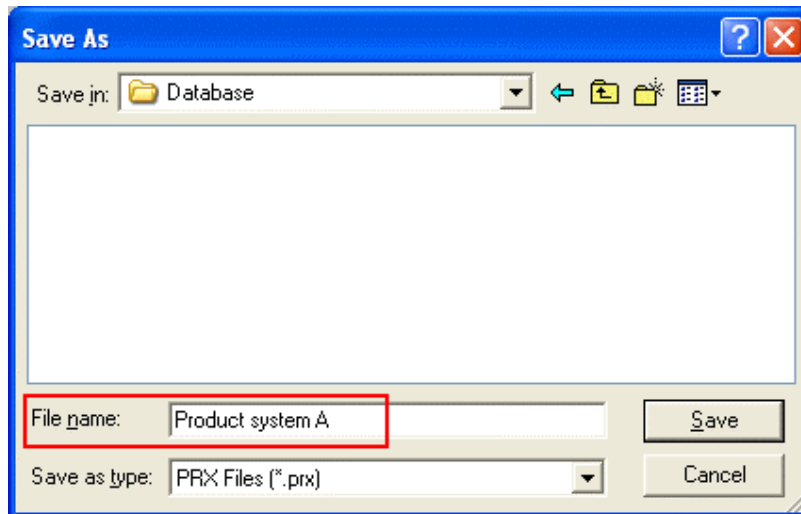 Save As
Save in: Database
File name: Product system A Save
Save as type: PRX Files (*.prx) Cancel